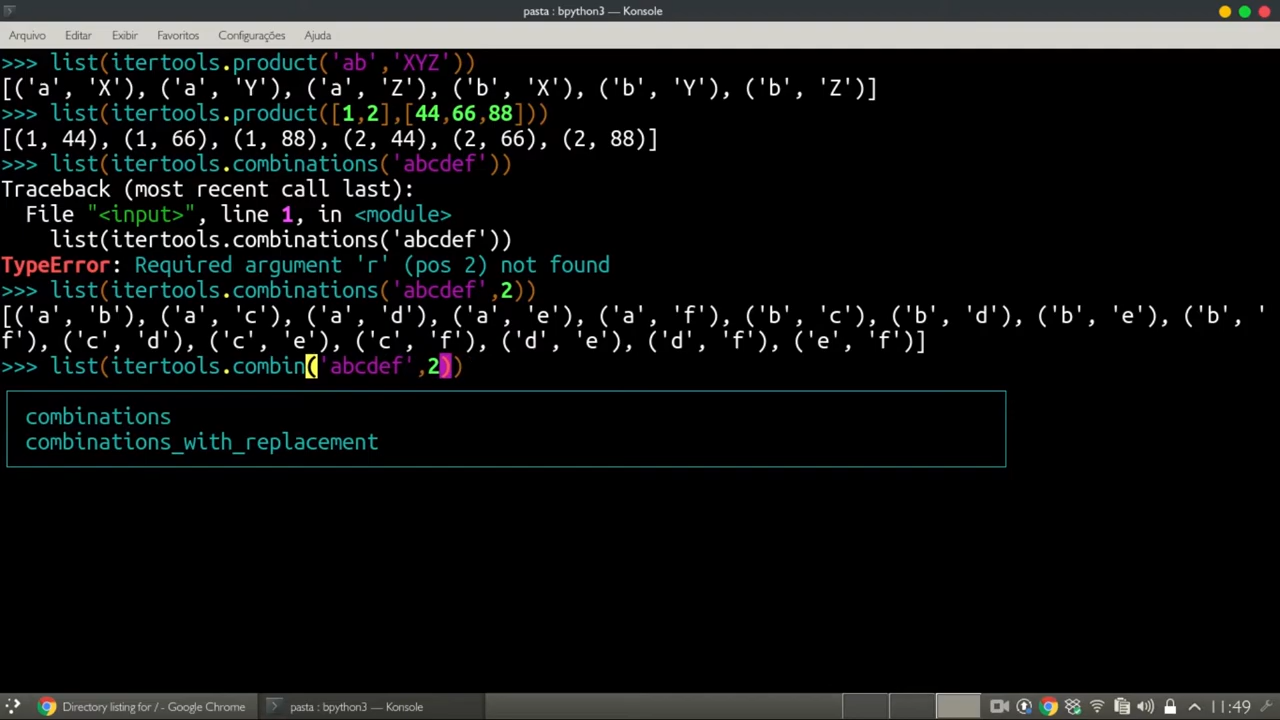 pasta : bpython3 — Konsole
Arquivo Editar Exibir Favoritos Configurações Ajuda
>>> list(itertools.product('ab','XYZ'))
[('a', 'X'), ('a', 'Y'), ('a', 'Z'), ('b', 'X'), ('b', 'Y'), ('b', 'Z')]
>>> list(itertools.product([1,2],[44,66,88]))
[(1, 44), (1, 66), (1, 88), (2, 44), (2, 66), (2, 88)]
>>> list(itertools.combinations('abcdef'))
Traceback (most recent call last):
  File "<input>", line 1, in <module>
    list(itertools.combinations('abcdef'))
TypeError: Required argument 'r' (pos 2) not found
>>> list(itertools.combinations('abcdef',2))
[('a', 'b'), ('a', 'c'), ('a', 'd'), ('a', 'e'), ('a', 'f'), ('b', 'c'), ('b', 'd'), ('b', 'e'), ('b', '
f'), ('c', 'd'), ('c', 'e'), ('c', 'f'), ('d', 'e'), ('d', 'f'), ('e', 'f')]
>>> list(itertools.combin('abcdef',2))
combinations
combinations_with_replacement
Directory listing for / - Google Chrome pasta : bpython3 — Konsole 11:49